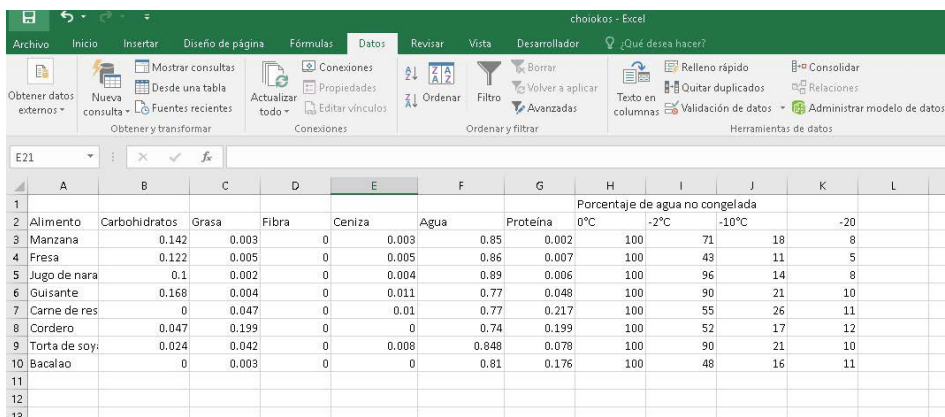 choiokos - Excel
Archivo Inicio Insertar Diseño de página Fórmulas Datos Revisar Vista Desarrollador ¿Qué desea hacer?
Obtener datos externos
Nueva consulta
Mostrar consultas
Desde una tabla
Fuentes recientes
Obtener y transformar
Actualizar todo
Conexiones
Propiedades
Editar vínculos
Conexiones
Ordenar
Filtro
Borrar
Volver a aplicar
Avanzadas
Ordenar y filtrar
Texto en columnas
Relleno rápido
Quitar duplicados
Validación de datos
Consolidar
Relaciones
Administrar modelo de datos
Herramientas de datos
E21 fx
A B C D E F G H I J K L
1 Porcentaje de agua no congelada
2 Alimento Carbohidratos Grasa Fibra Ceniza Agua Proteína 0°C -2°C -10°C -20
3 Manzana 0.142 0.003 0 0.003 0.85 0.002 100 71 18 8
4 Fresa 0.122 0.005 0 0.005 0.86 0.007 100 43 11 5
5 Jugo de nara 0.1 0.002 0 0.004 0.89 0.006 100 96 14 8
6 Guisante 0.168 0.004 0 0.011 0.77 0.048 100 90 21 10
7 Carne de res 0 0.047 0 0.01 0.77 0.217 100 55 26 11
8 Cordero 0.047 0.199 0 0 0.74 0.199 100 52 17 12
9 Torta de soy 0.024 0.042 0 0.008 0.848 0.078 100 90 21 10
10 Bacalao 0 0.003 0 0 0.81 0.176 100 48 16 11
11
12
13